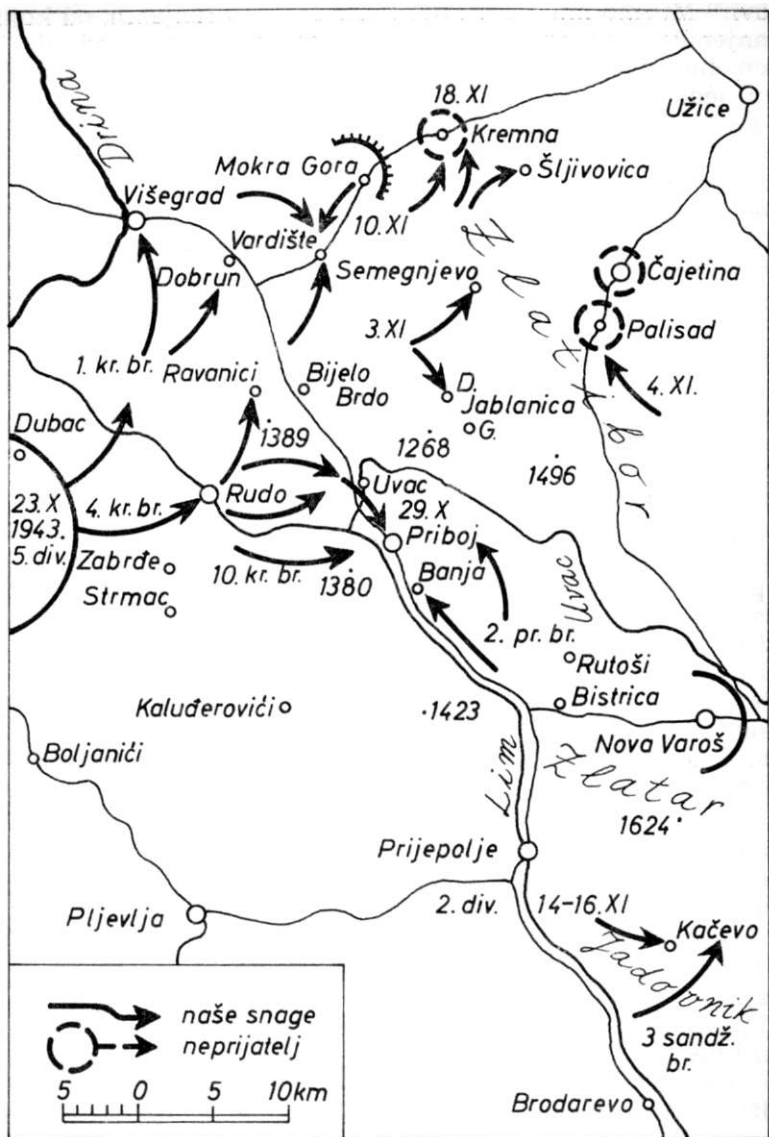 18. XI
Užice
Drina
Kremna
Mokra Gora
Šljivovica
Višegrad
10. XI
Vardište
Zlatibor
Dobrun
Semegnjevo
Čajetina
3. XI
Palisad
1. kr. br.
Ravanici
Bijelo
Brdo
D.
Jablanica
G.
4. XI.
Dubac
1389
1268
1496
23. X
1943.
5. div.
4. kr. br.
Rudo
Uvac
29. X
Priboj
Zabrđe
10. kr. br.
1380
Banja
Uvac
Strmac
2. pr. br.
Rutoši
Kaluđerovići
1423
Bistrica
Nova Varoš
Boljanići
Lim
Zlatar
1624
Prijepolje
Pljevlja
2. div.
14-16. XI
Kačevo
Jadovnik
naše snage
neprijatelj
3 sandž.
br.
5 0 5 10 km
Brodarevo